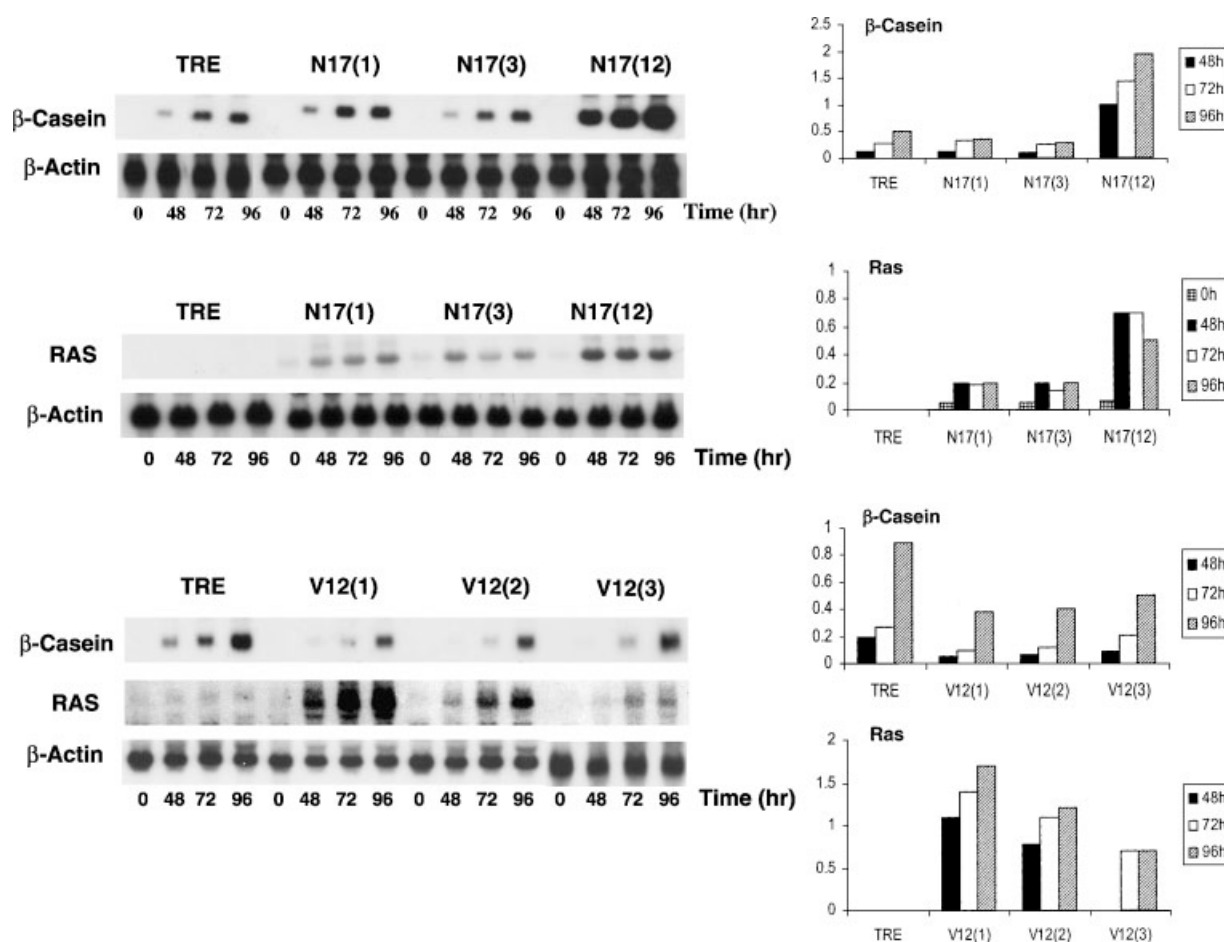 TRE N17(1) N17(3) N17(12)
β-Casein
β-Actin
0 48 72 96 0 48 72 96 0 48 72 96 0 48 72 96 Time (hr)
β-Casein
2.5
2
1.5
1
0.5
0
TRE N17(1) N17(3) N17(12)
48h
72h
96h
TRE N17(1) N17(3) N17(12)
RAS
β-Actin
0 48 72 96 0 48 72 96 0 48 72 96 0 48 72 96 Time (hr)
Ras
1
0.8
0.6
0.4
0.2
0
TRE N17(1) N17(3) N17(12)
0h
48h
72h
96h
TRE V12(1) V12(2) V12(3)
β-Casein
RAS
β-Actin
0 48 72 96 0 48 72 96 0 48 72 96 0 48 72 96 Time (hr)
β-Casein
1
0.8
0.6
0.4
0.2
0
TRE V12(1) V12(2) V12(3)
48h
72h
96h
Ras
2
1.5
1
0.5
0
TRE V12(1) V12(2) V12(3)
48h
72h
96h